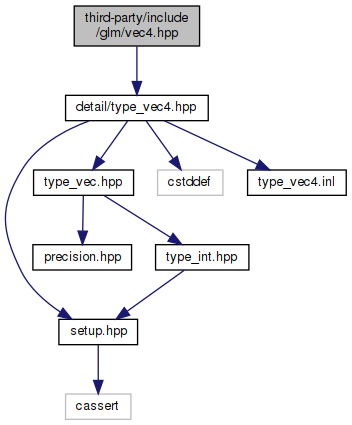 third-party/include
/glm/vec4.hpp
detail/type_vec4.hpp
type_vec.hpp
cstddef
type_vec4.inl
precision.hpp
type_int.hpp
setup.hpp
cassert